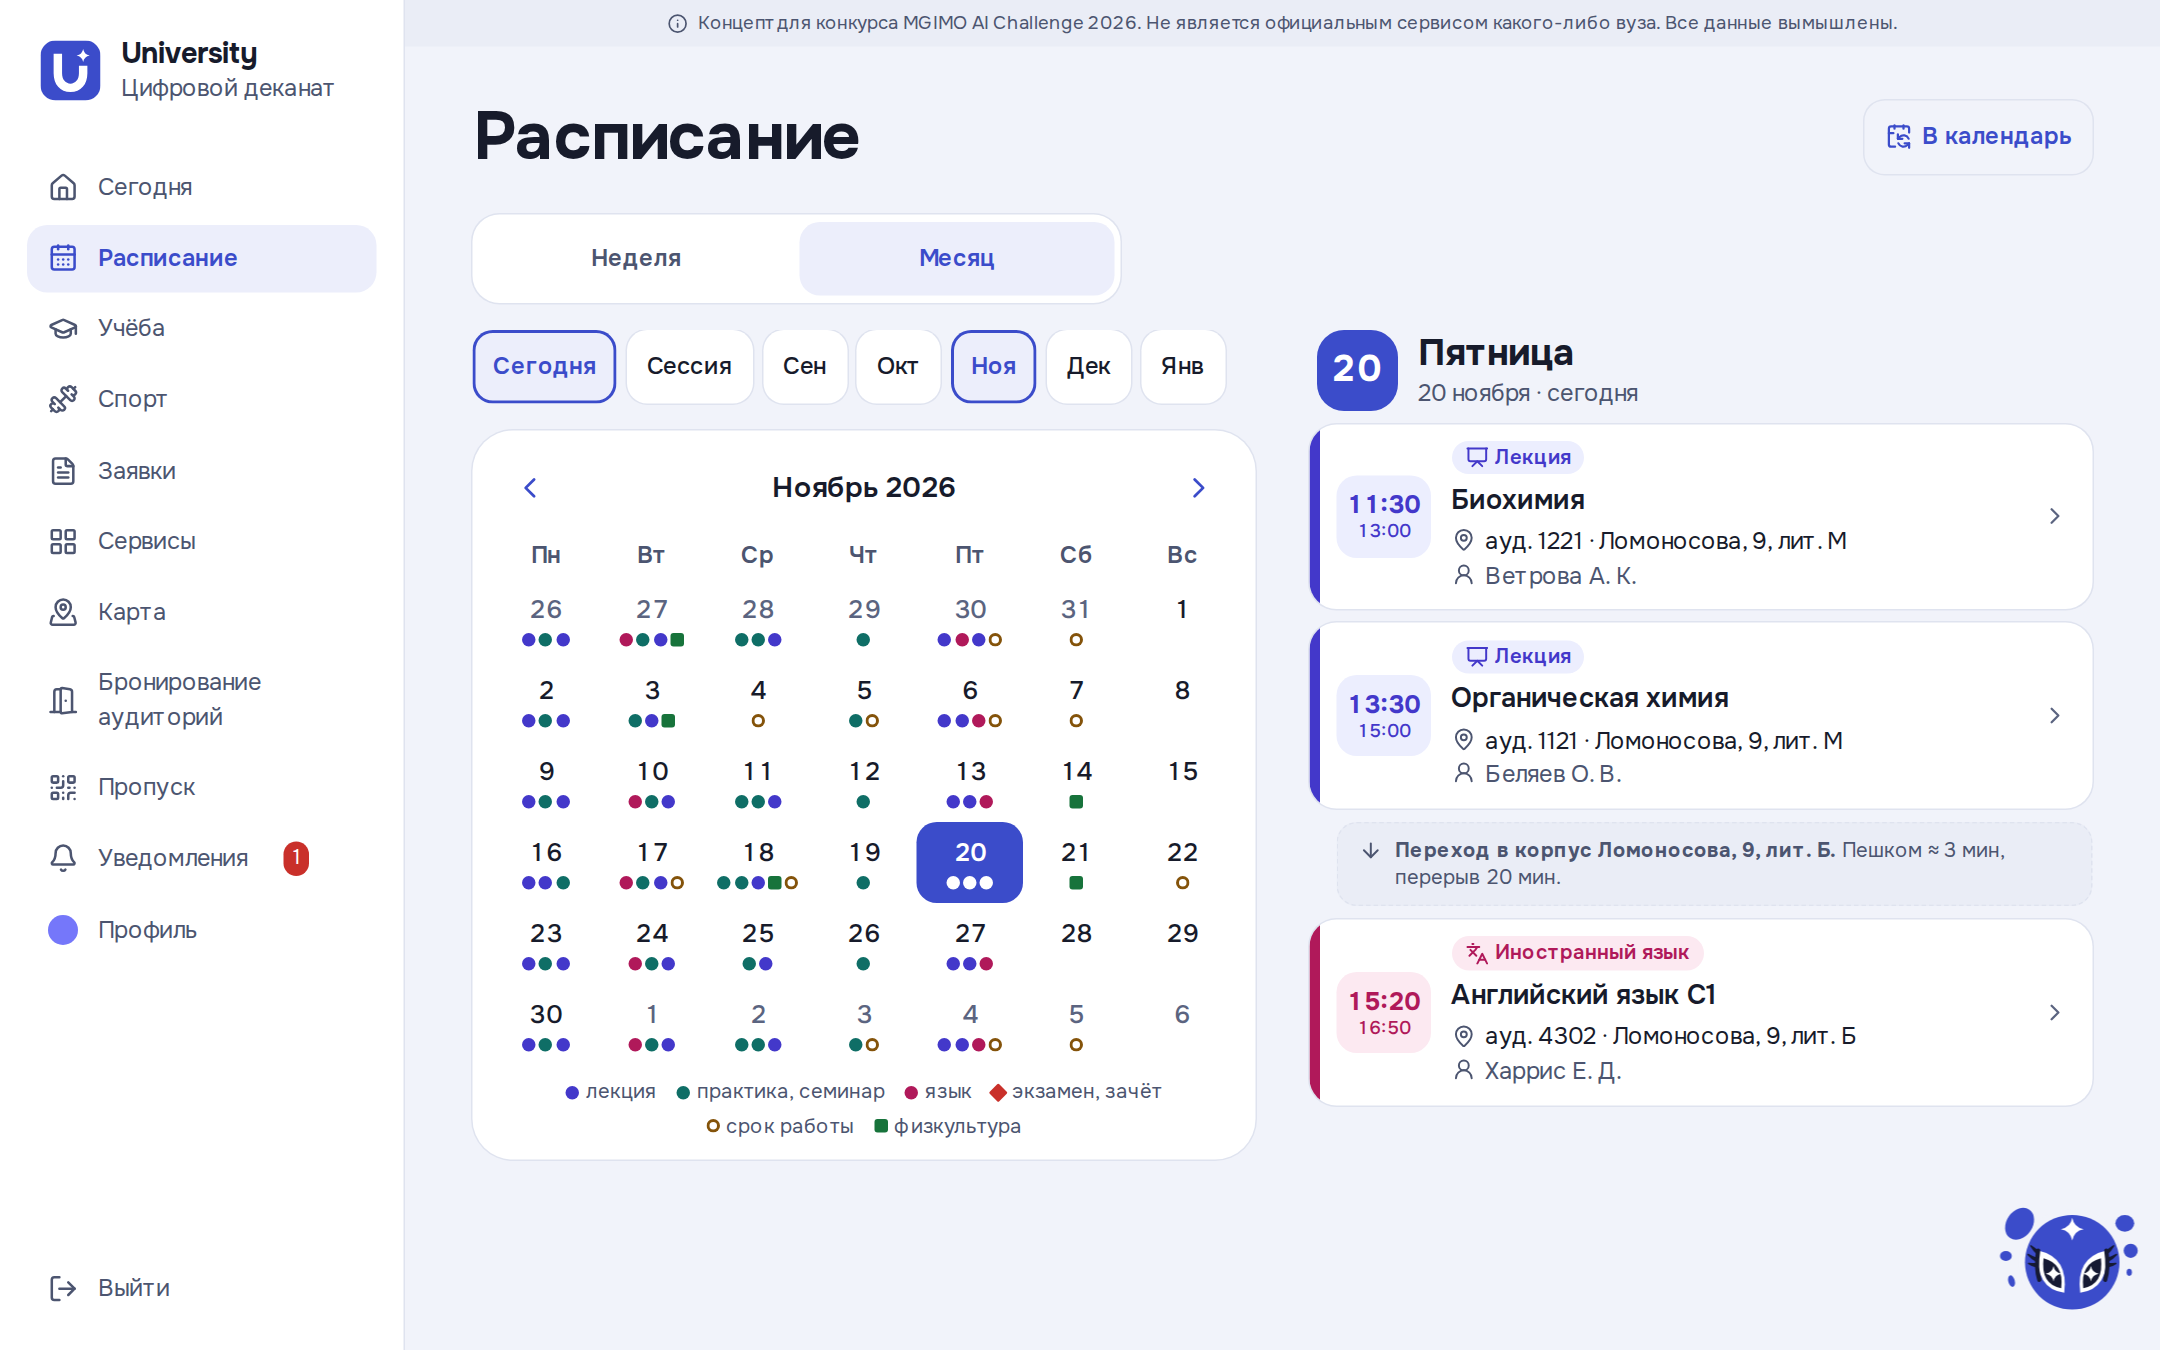 Концепт для конкурса MGIMO AI Challenge 2026. Не является официальным сервисом какого-либо вуза. Все данные вымышлены.
University
Цифровой деканат
Сегодня
Расписание
Учёба
Спорт
Заявки
Сервисы
Карта
Бронирование
аудиторий
Пропуск
Уведомления 1
Профиль
Выйти
Расписание
В календарь
Неделя Месяц
Сегодня Сессия Сен Окт Ноя Дек Янв
Ноябрь 2026
Пн Вт Ср Чт Пт Сб Вс
26 27 28 29 30 31 1
2 3 4 5 6 7 8
9 10 11 12 13 14 15
16 17 18 19 20 21 22
23 24 25 26 27 28 29
30 1 2 3 4 5 6
лекция практика, семинар язык экзамен, зачёт
срок работы физкультура
20 Пятница
20 ноября · сегодня
Лекция
11:30
13:00
Биохимия
ауд. 1221 · Ломоносова, 9, лит. М
Ветрова А. К.
Лекция
13:30
15:00
Органическая химия
ауд. 1121 · Ломоносова, 9, лит. М
Беляев О. В.
Переход в корпус Ломоносова, 9, лит. Б. Пешком ≈ 3 мин,
перерыв 20 мин.
Иностранный язык
15:20
16:50
Английский язык C1
ауд. 4302 · Ломоносова, 9, лит. Б
Харрис Е. Д.